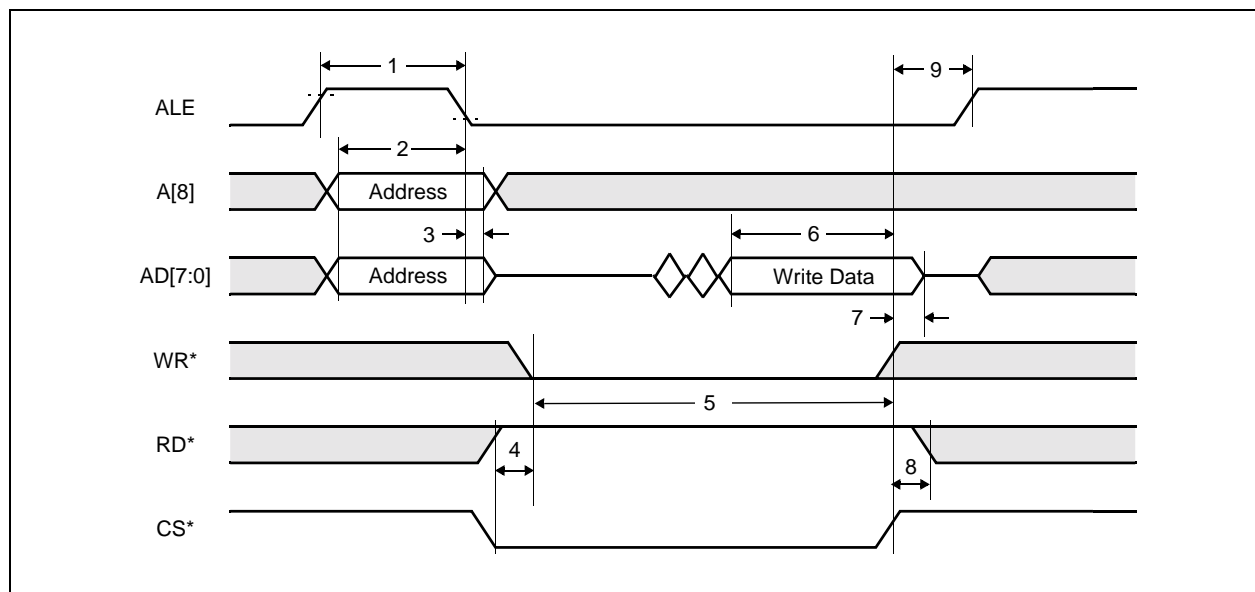 1
9
ALE
2
A[8]
Address
3
6
AD[7:0]
Address
Write Data
7
WR*
5
RD*
4
8
CS*